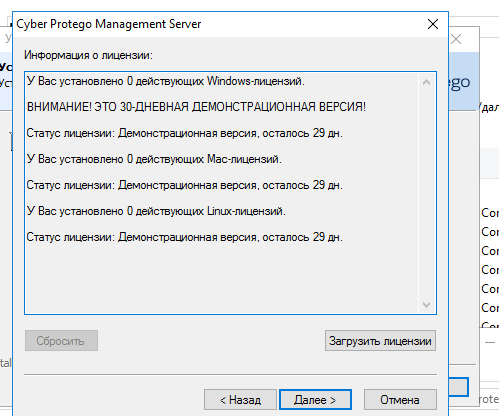 Cyber Protego Management Server
Информация о лицензии:
У Вас установлено 0 действующих Windows-лицензий.
ВНИМАНИЕ! ЭТО 30-ДНЕВНАЯ ДЕМОНСТРАЦИОННАЯ ВЕРСИЯ!
Статус лицензии: Демонстрационная версия, осталось 29 дн.
У Вас установлено 0 действующих Mac-лицензий.
Статус лицензии: Демонстрационная версия, осталось 29 дн.
У Вас установлено 0 действующих Linux-лицензий.
Статус лицензии: Демонстрационная версия, осталось 29 дн.
Сбросить
Загрузить лицензии
< Назад
Далее >
Отмена